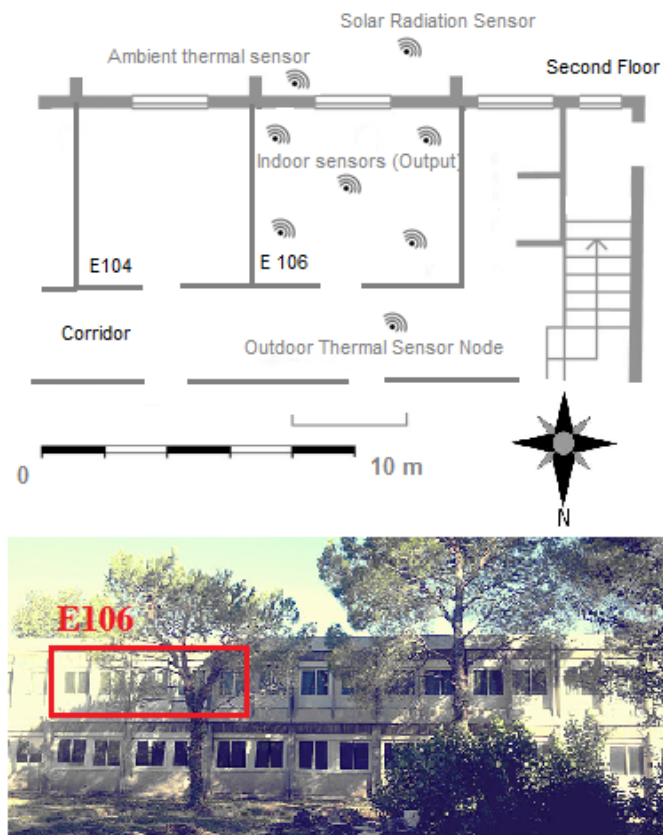 Solar Radiation Sensor
Ambient thermal sensor
Second Floor
Indoor sensors (Output)
E104
E 106
Corridor
Outdoor Thermal Sensor Node
0
10 m
N
E106